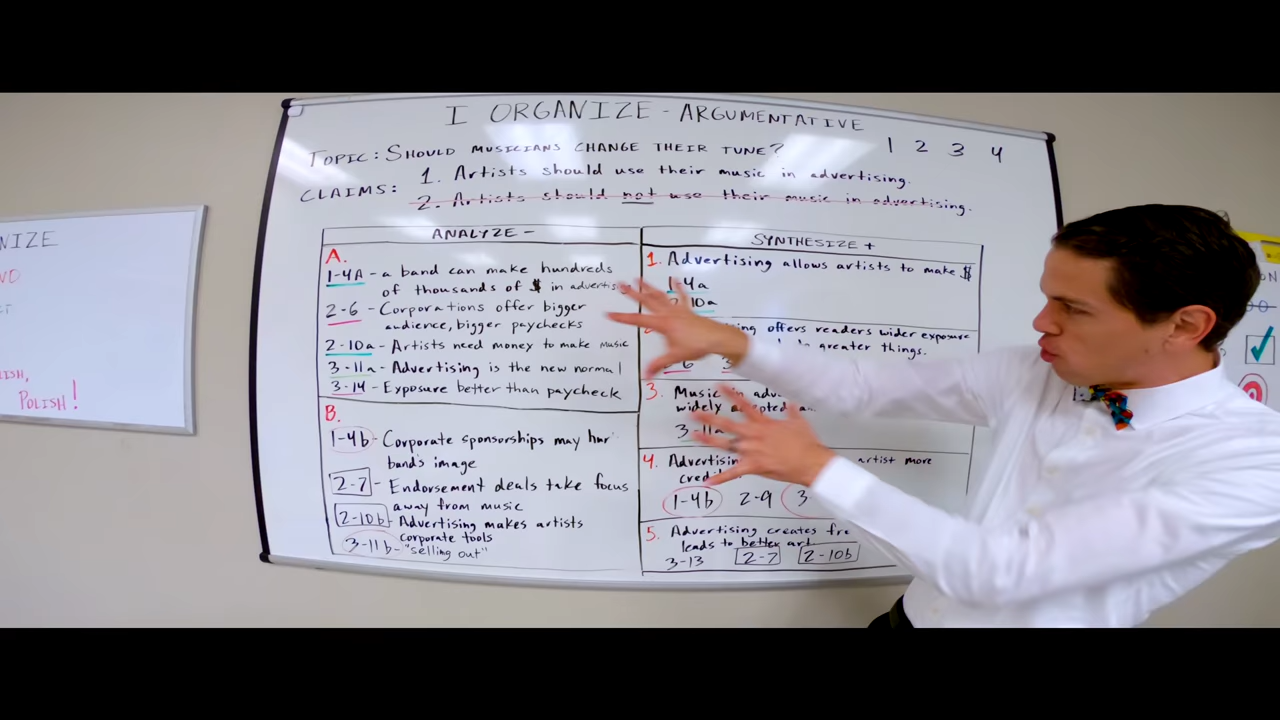 I ORGANIZE - ARGUMENTATIVE
1 2 3 4
TOPIC: SHOULD MUSICIANS CHANGE THEIR TUNE?
CLAIMS: 1. Artists should use their music in advertising.
2. Artists should not use their music in advertising.
ANALYZE -
A.
1-4A - a band can make hundreds
of thousands of $ in advertising
2-6 - Corporations offer bigger
audience, bigger paychecks
2-10a - Artists need money to make music
3-11a - Advertising is the new normal
3-14 - Exposure better than paycheck
B.
1-4b - Corporate sponsorships may hur
band's image
2-7 - Endorsement deals take focus
away from music
2-10b - Advertising makes artists
corporate tools
3-11b - "selling out"
SYNTHESIZE +
1. Advertising allows artists to make $
1-4a
2-10a
offers readers wider exposure
greater things.
3. Music in adv
widely
3-11a
4. Advertisin artist more
credi
1-4b 2-9 3-
5. Advertising creates fre
leads to better art
3-13 2-7 2-10b
NIZE
POLISH!